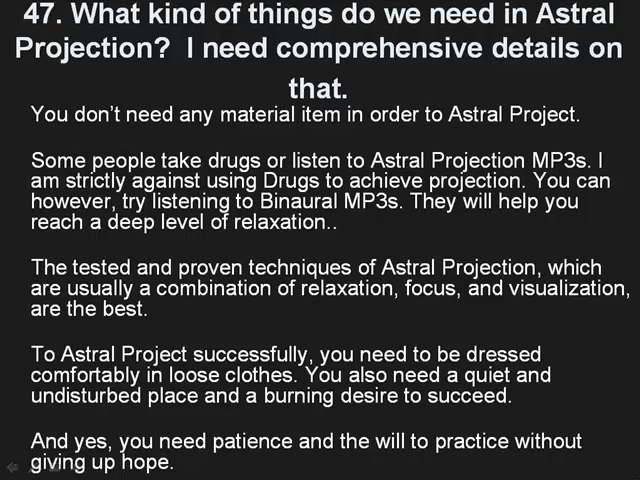 47. What kind of things do we need in Astral
Projection?  I need comprehensive details on
that.
You don't need any material item in order to Astral Project.
Some people take drugs or listen to Astral Projection MP3s. I
am strictly against using Drugs to achieve projection. You can
however, try listening to Binaural MP3s. They will help you
reach a deep level of relaxation..
The tested and proven techniques of Astral Projection, which
are usually a combination of relaxation, focus, and visualization,
are the best.
To Astral Project successfully, you need to be dressed
comfortably in loose clothes. You also need a quiet and
undisturbed place and a burning desire to succeed.
And yes, you need patience and the will to practice without
giving up hope.